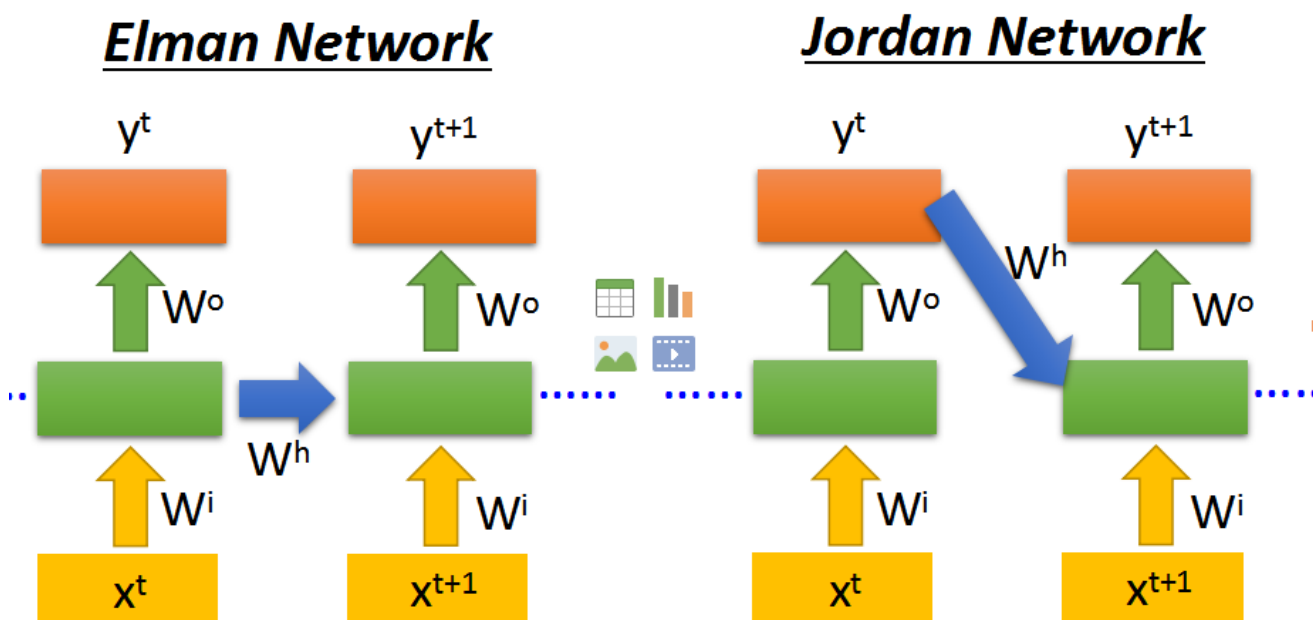 Elman Network
Jordan Network
yᵗ yᵗ⁺¹
yᵗ yᵗ⁺¹
Wʰ
Wᵒ Wᵒ
Wᵒ Wᵒ
Wʰ
Wⁱ Wⁱ
Wⁱ Wⁱ
xᵗ xᵗ⁺¹
xᵗ xᵗ⁺¹